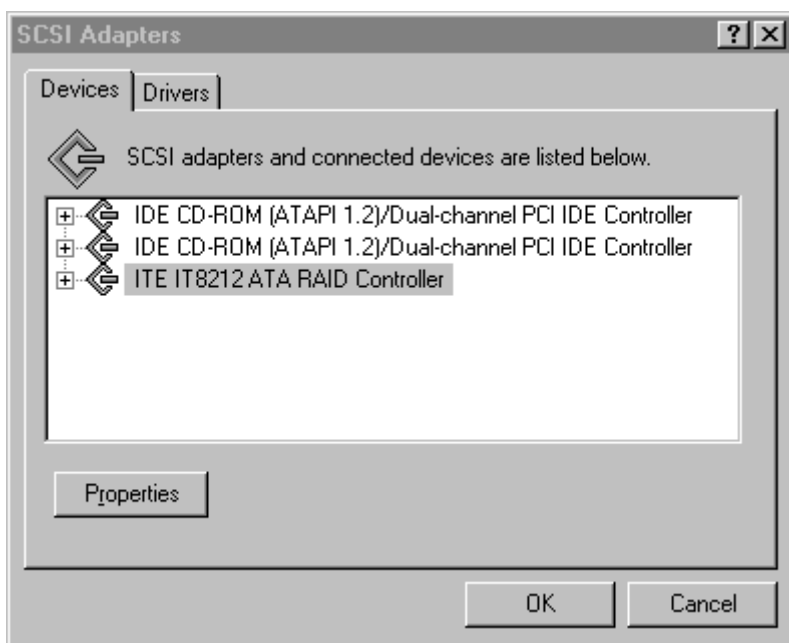 SCSI Adapters
Devices Drivers
SCSI adapters and connected devices are listed below.
IDE CD-ROM (ATAPI 1.2)/Dual-channel PCI IDE Controller
IDE CD-ROM (ATAPI 1.2)/Dual-channel PCI IDE Controller
ITE IT8212 ATA RAID Controller
Properties
OK Cancel